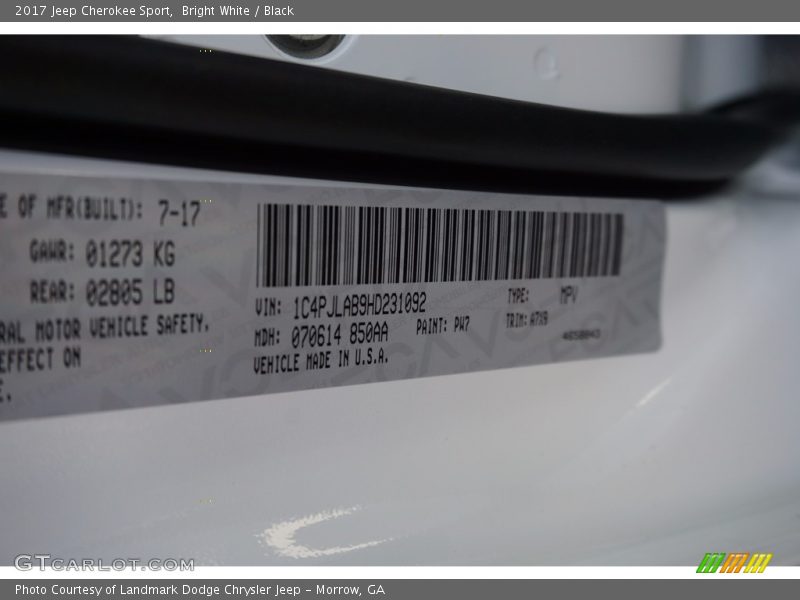 2017 Jeep Cherokee Sport, Bright White / Black
E OF MFR(BUILT): 7-17
GAWR: 01273 KG
REAR: 02805 LB
RAL MOTOR VEHICLE SAFETY,
EFFECT ON
E.
VIN: 1C4PJLAB9HD231092
TYPE: MPV
MDH: 070614 850AA
PAINT: PW7
TRIM: A7X9
VEHICLE MADE IN U.S.A.
GTCARLOT.COM
Photo Courtesy of Landmark Dodge Chrysler Jeep - Morrow, GA